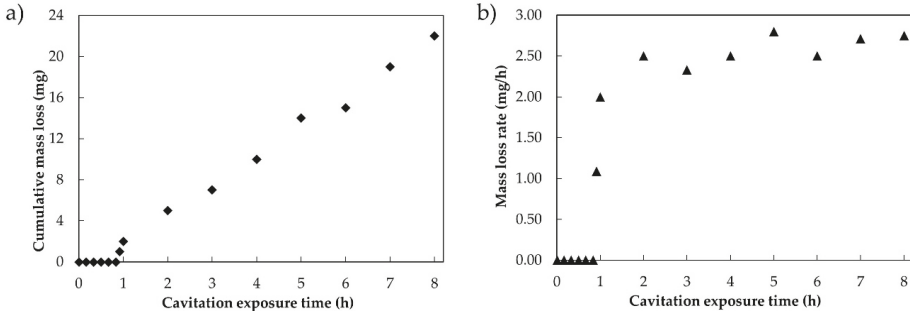 a)
24
20
16
12
8
4
0
Cumulative mass loss (mg)
0 1 2 3 4 5 6 7 8
Cavitation exposure time (h)
b)
3.00
2.50
2.00
1.50
1.00
0.50
0.00
Mass loss rate (mg/h)
0 1 2 3 4 5 6 7 8
Cavitation exposure time (h)